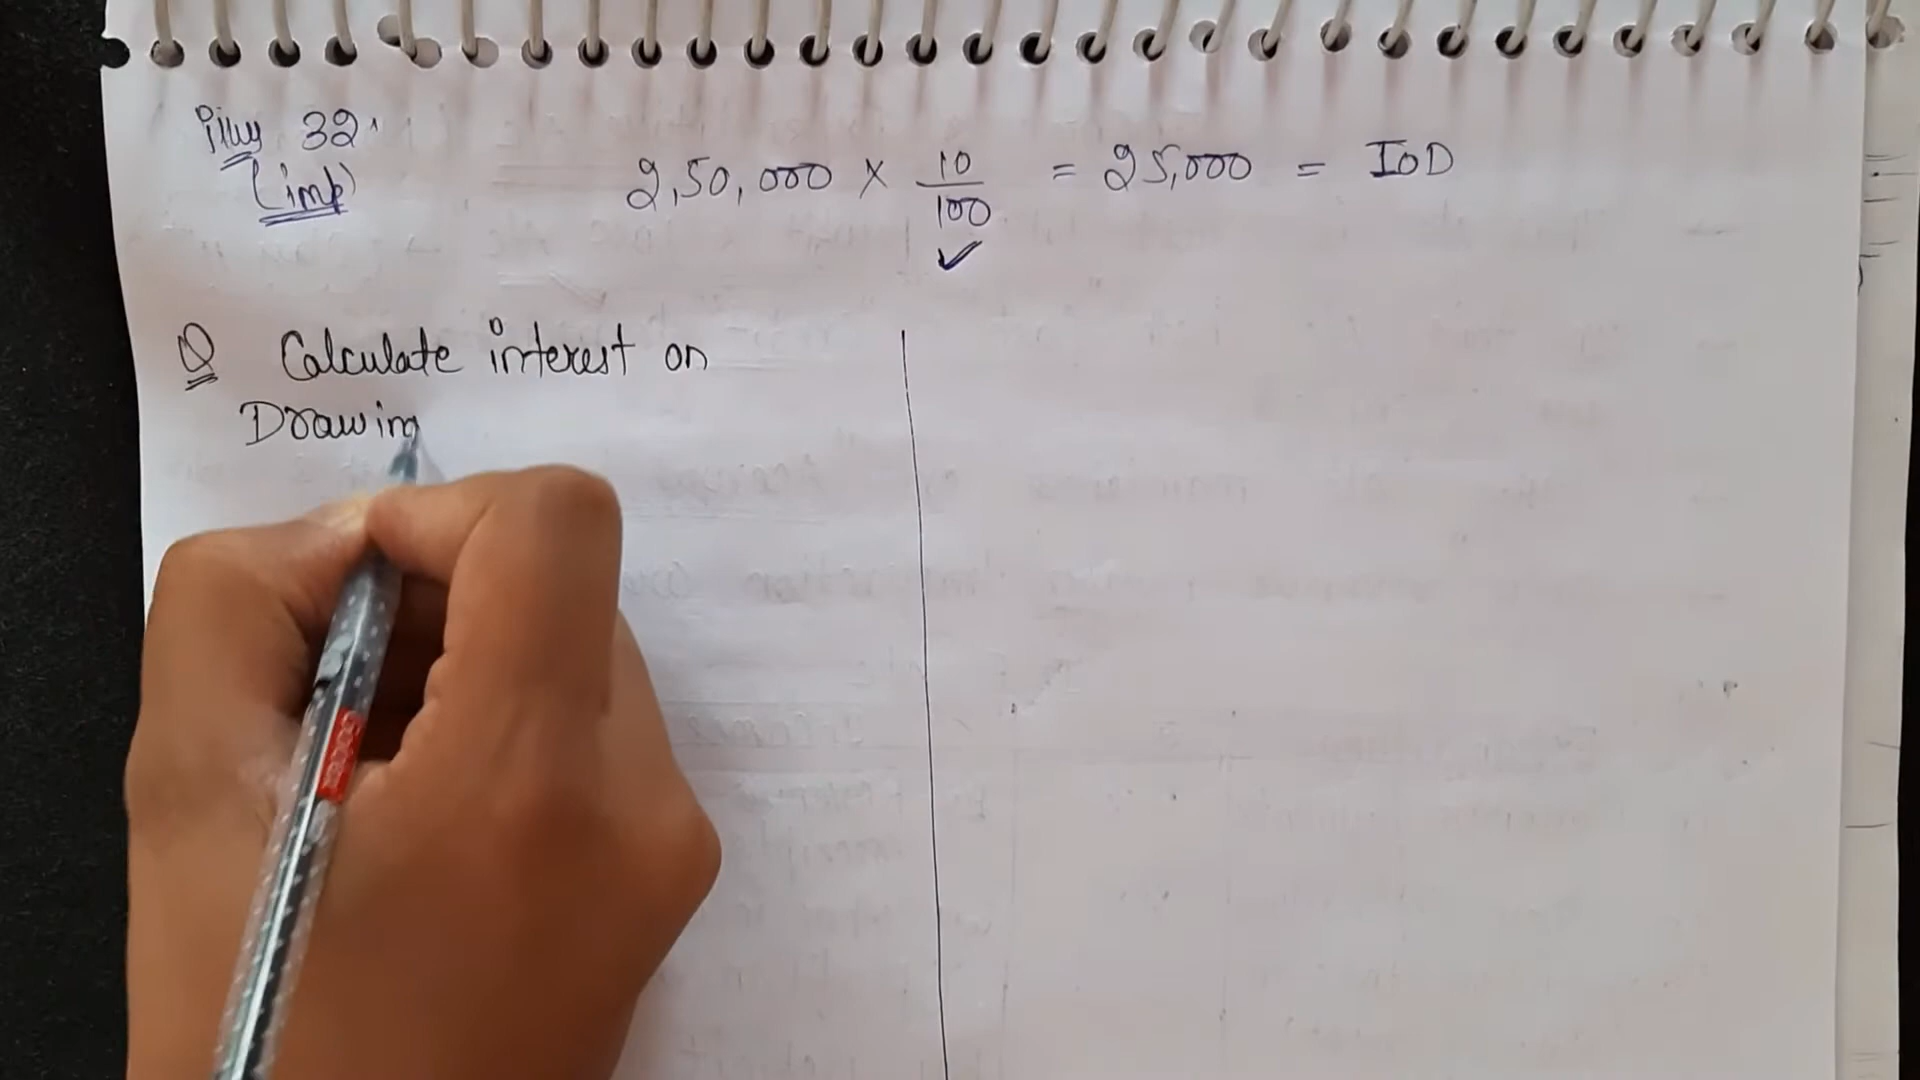 illus 32.
(imp)
2,50,000 × 10/100 = 25,000 = IOD
Q Calculate interest on
Drawing